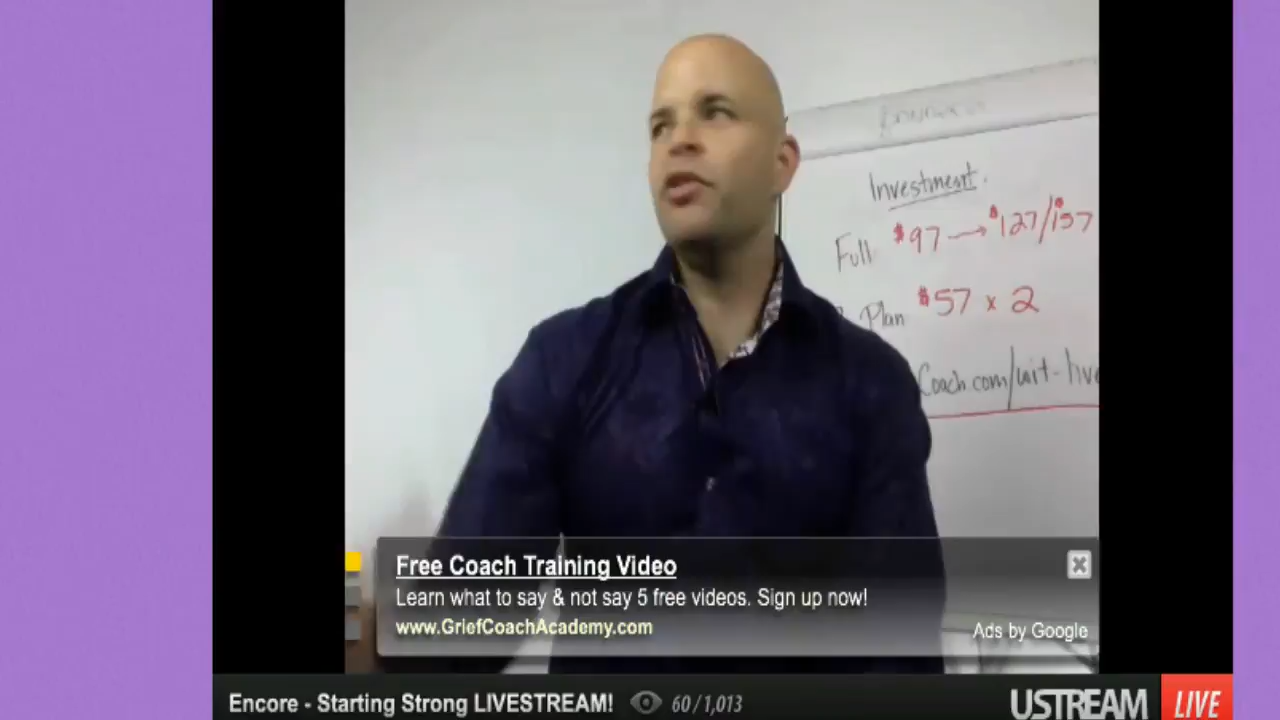 Investment.
Full $97 → $127/$157
Plan $57 x 2
Coach.com/wit-live
Free Coach Training Video
Learn what to say & not say 5 free videos. Sign up now!
www.GriefCoachAcademy.com
Ads by Google
Encore - Starting Strong LIVESTREAM! 60/1,013
USTREAM LIVE